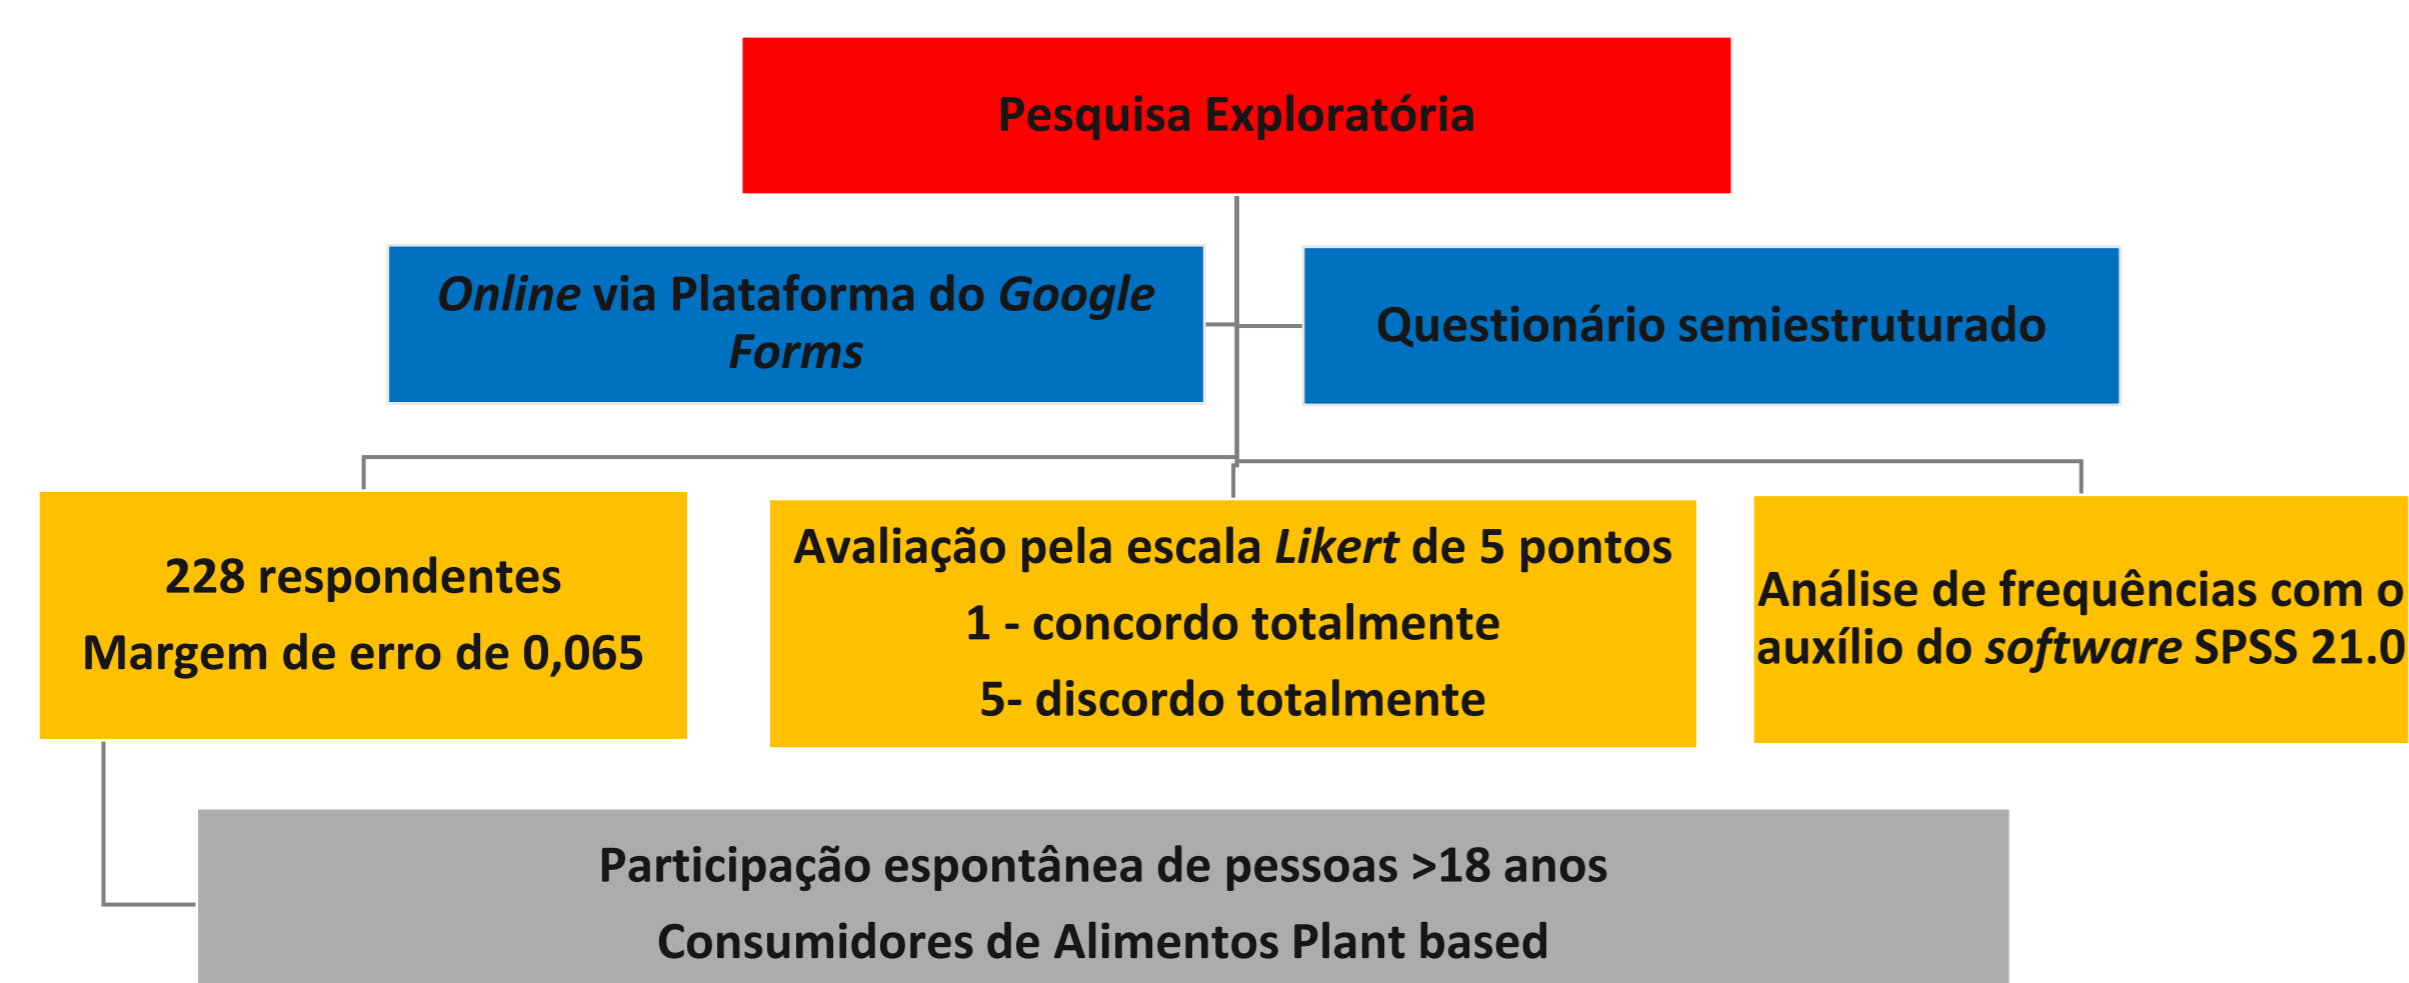 Pesquisa Exploratória
Online via Plataforma do Google
Forms
Questionário semiestruturado
228 respondentes
Margem de erro de 0,065
Avaliação pela escala Likert de 5 pontos
1 - concordo totalmente
5- discordo totalmente
Análise de frequências com o
auxílio do software SPSS 21.0
Participação espontânea de pessoas >18 anos
Consumidores de Alimentos Plant based